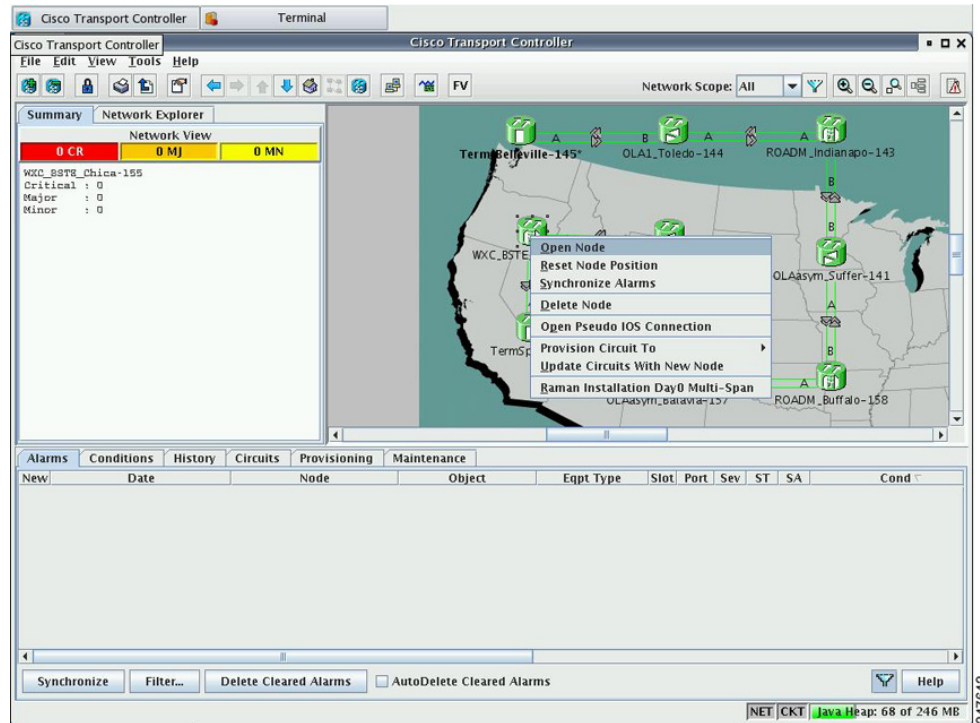 Cisco Transport Controller
Terminal
Cisco Transport Controller
Cisco Transport Controller
File Edit View Tools Help
FV
Network Scope: All
Summary
Network Explorer
Network View
0 CR
0 MJ
0 MN
WXC_BSTE_Chica-155
Critical : 0
Major : 0
Minor : 0
A
B
A
A
Term_Belleville-145*
OLA1_Toledo-144
ROADM_Indianapo-143
B
B
WXC_BSTE_
OLAasym_Suffer-141
A
B
TermSp
A
OLAasym_Batavia-157
ROADM_Buffalo-158
Open Node
Reset Node Position
Synchronize Alarms
Delete Node
Open Pseudo IOS Connection
Provision Circuit To
Update Circuits With New Node
Raman Installation Day0 Multi-Span
Alarms
Conditions
History
Circuits
Provisioning
Maintenance
New
Date
Node
Object
Eqpt Type
Slot
Port
Sev
ST
SA
Cond
Synchronize
Filter...
Delete Cleared Alarms
AutoDelete Cleared Alarms
Help
NET
CKT
Java Heap: 68 of 246 MB